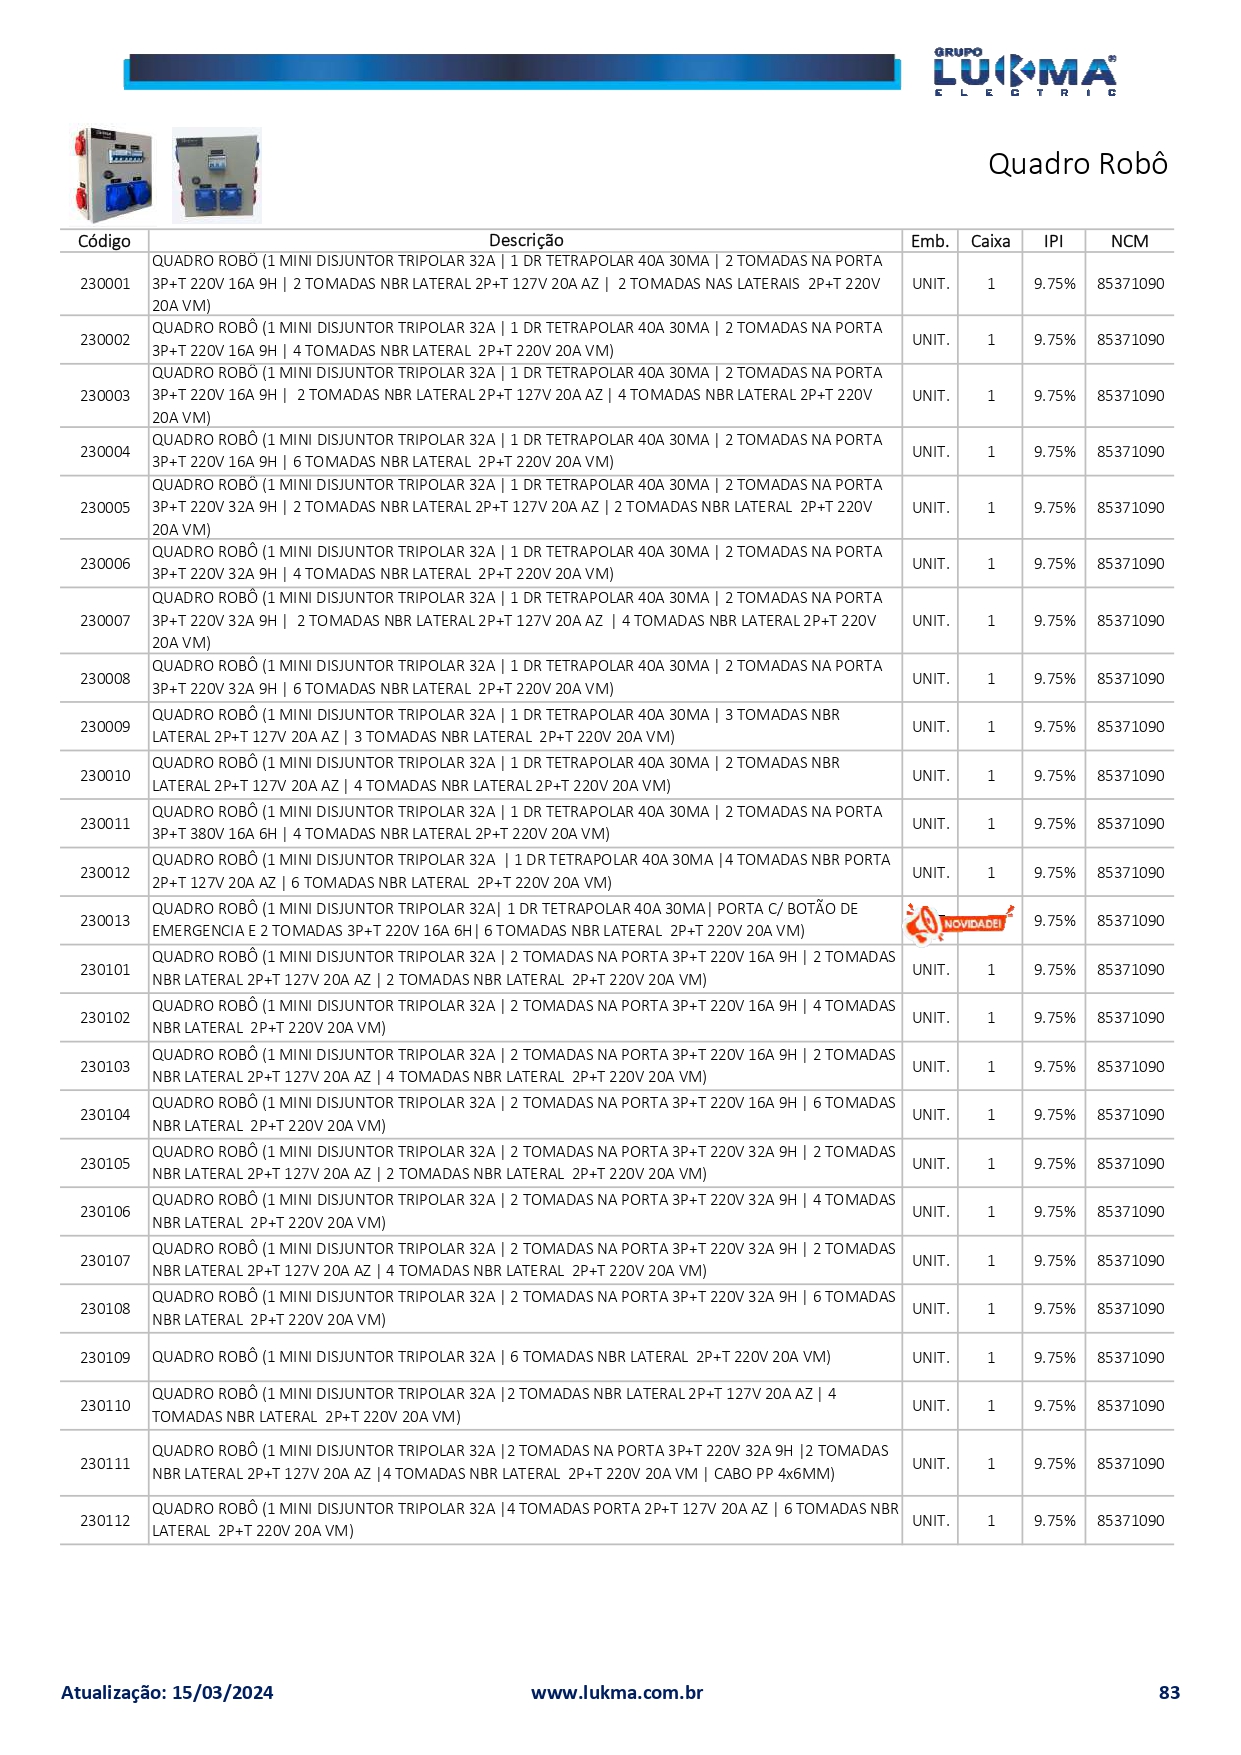 GRUPO
LUKMA
ELECTRIC
Quadro Robô
Código Descrição Emb. Caixa IPI NCM
QUADRO ROBÔ (1 MINI DISJUNTOR TRIPOLAR 32A | 1 DR TETRAPOLAR 40A 30MA | 2 TOMADAS NA PORTA
230001 3P+T 220V 16A 9H | 2 TOMADAS NBR LATERAL 2P+T 127V 20A AZ | 2 TOMADAS NAS LATERAIS 2P+T 220V UNIT. 1 9.75% 85371090
20A VM)
QUADRO ROBÔ (1 MINI DISJUNTOR TRIPOLAR 32A | 1 DR TETRAPOLAR 40A 30MA | 2 TOMADAS NA PORTA
230002 UNIT. 1 9.75% 85371090
3P+T 220V 16A 9H | 4 TOMADAS NBR LATERAL 2P+T 220V 20A VM)
QUADRO ROBÔ (1 MINI DISJUNTOR TRIPOLAR 32A | 1 DR TETRAPOLAR 40A 30MA | 2 TOMADAS NA PORTA
230003 3P+T 220V 16A 9H | 2 TOMADAS NBR LATERAL 2P+T 127V 20A AZ | 4 TOMADAS NBR LATERAL 2P+T 220V UNIT. 1 9.75% 85371090
20A VM)
QUADRO ROBÔ (1 MINI DISJUNTOR TRIPOLAR 32A | 1 DR TETRAPOLAR 40A 30MA | 2 TOMADAS NA PORTA
230004 UNIT. 1 9.75% 85371090
3P+T 220V 16A 9H | 6 TOMADAS NBR LATERAL 2P+T 220V 20A VM)
QUADRO ROBÔ (1 MINI DISJUNTOR TRIPOLAR 32A | 1 DR TETRAPOLAR 40A 30MA | 2 TOMADAS NA PORTA
230005 3P+T 220V 32A 9H | 2 TOMADAS NBR LATERAL 2P+T 127V 20A AZ | 2 TOMADAS NBR LATERAL 2P+T 220V UNIT. 1 9.75% 85371090
20A VM)
QUADRO ROBÔ (1 MINI DISJUNTOR TRIPOLAR 32A | 1 DR TETRAPOLAR 40A 30MA | 2 TOMADAS NA PORTA
230006 UNIT. 1 9.75% 85371090
3P+T 220V 32A 9H | 4 TOMADAS NBR LATERAL 2P+T 220V 20A VM)
QUADRO ROBÔ (1 MINI DISJUNTOR TRIPOLAR 32A | 1 DR TETRAPOLAR 40A 30MA | 2 TOMADAS NA PORTA
230007 3P+T 220V 32A 9H | 2 TOMADAS NBR LATERAL 2P+T 127V 20A AZ | 4 TOMADAS NBR LATERAL 2P+T 220V UNIT. 1 9.75% 85371090
20A VM)
QUADRO ROBÔ (1 MINI DISJUNTOR TRIPOLAR 32A | 1 DR TETRAPOLAR 40A 30MA | 2 TOMADAS NA PORTA
230008 UNIT. 1 9.75% 85371090
3P+T 220V 32A 9H | 6 TOMADAS NBR LATERAL 2P+T 220V 20A VM)
QUADRO ROBÔ (1 MINI DISJUNTOR TRIPOLAR 32A | 1 DR TETRAPOLAR 40A 30MA | 3 TOMADAS NBR
230009 UNIT. 1 9.75% 85371090
LATERAL 2P+T 127V 20A AZ | 3 TOMADAS NBR LATERAL 2P+T 220V 20A VM)
QUADRO ROBÔ (1 MINI DISJUNTOR TRIPOLAR 32A | 1 DR TETRAPOLAR 40A 30MA | 2 TOMADAS NBR
230010 UNIT. 1 9.75% 85371090
LATERAL 2P+T 127V 20A AZ | 4 TOMADAS NBR LATERAL 2P+T 220V 20A VM)
QUADRO ROBÔ (1 MINI DISJUNTOR TRIPOLAR 32A | 1 DR TETRAPOLAR 40A 30MA | 2 TOMADAS NA PORTA
230011 UNIT. 1 9.75% 85371090
3P+T 380V 16A 6H | 4 TOMADAS NBR LATERAL 2P+T 220V 20A VM)
QUADRO ROBÔ (1 MINI DISJUNTOR TRIPOLAR 32A | 1 DR TETRAPOLAR 40A 30MA |4 TOMADAS NBR PORTA
230012 UNIT. 1 9.75% 85371090
2P+T 127V 20A AZ | 6 TOMADAS NBR LATERAL 2P+T 220V 20A VM)
QUADRO ROBÔ (1 MINI DISJUNTOR TRIPOLAR 32A| 1 DR TETRAPOLAR 40A 30MA| PORTA C/ BOTÃO DE
230013 NOVIDADE! 9.75% 85371090
EMERGENCIA E 2 TOMADAS 3P+T 220V 16A 6H| 6 TOMADAS NBR LATERAL 2P+T 220V 20A VM)
QUADRO ROBÔ (1 MINI DISJUNTOR TRIPOLAR 32A | 2 TOMADAS NA PORTA 3P+T 220V 16A 9H | 2 TOMADAS
230101 UNIT. 1 9.75% 85371090
NBR LATERAL 2P+T 127V 20A AZ | 2 TOMADAS NBR LATERAL 2P+T 220V 20A VM)
QUADRO ROBÔ (1 MINI DISJUNTOR TRIPOLAR 32A | 2 TOMADAS NA PORTA 3P+T 220V 16A 9H | 4 TOMADAS
230102 UNIT. 1 9.75% 85371090
NBR LATERAL 2P+T 220V 20A VM)
QUADRO ROBÔ (1 MINI DISJUNTOR TRIPOLAR 32A | 2 TOMADAS NA PORTA 3P+T 220V 16A 9H | 2 TOMADAS
230103 UNIT. 1 9.75% 85371090
NBR LATERAL 2P+T 127V 20A AZ | 4 TOMADAS NBR LATERAL 2P+T 220V 20A VM)
QUADRO ROBÔ (1 MINI DISJUNTOR TRIPOLAR 32A | 2 TOMADAS NA PORTA 3P+T 220V 16A 9H | 6 TOMADAS
230104 UNIT. 1 9.75% 85371090
NBR LATERAL 2P+T 220V 20A VM)
QUADRO ROBÔ (1 MINI DISJUNTOR TRIPOLAR 32A | 2 TOMADAS NA PORTA 3P+T 220V 32A 9H | 2 TOMADAS
230105 UNIT. 1 9.75% 85371090
NBR LATERAL 2P+T 127V 20A AZ | 2 TOMADAS NBR LATERAL 2P+T 220V 20A VM)
QUADRO ROBÔ (1 MINI DISJUNTOR TRIPOLAR 32A | 2 TOMADAS NA PORTA 3P+T 220V 32A 9H | 4 TOMADAS
230106 UNIT. 1 9.75% 85371090
NBR LATERAL 2P+T 220V 20A VM)
QUADRO ROBÔ (1 MINI DISJUNTOR TRIPOLAR 32A | 2 TOMADAS NA PORTA 3P+T 220V 32A 9H | 2 TOMADAS
230107 UNIT. 1 9.75% 85371090
NBR LATERAL 2P+T 127V 20A AZ | 4 TOMADAS NBR LATERAL 2P+T 220V 20A VM)
QUADRO ROBÔ (1 MINI DISJUNTOR TRIPOLAR 32A | 2 TOMADAS NA PORTA 3P+T 220V 32A 9H | 6 TOMADAS
230108 UNIT. 1 9.75% 85371090
NBR LATERAL 2P+T 220V 20A VM)
230109 QUADRO ROBÔ (1 MINI DISJUNTOR TRIPOLAR 32A | 6 TOMADAS NBR LATERAL 2P+T 220V 20A VM) UNIT. 1 9.75% 85371090
QUADRO ROBÔ (1 MINI DISJUNTOR TRIPOLAR 32A |2 TOMADAS NBR LATERAL 2P+T 127V 20A AZ | 4
230110 UNIT. 1 9.75% 85371090
TOMADAS NBR LATERAL 2P+T 220V 20A VM)
QUADRO ROBÔ (1 MINI DISJUNTOR TRIPOLAR 32A |2 TOMADAS NA PORTA 3P+T 220V 32A 9H |2 TOMADAS
230111 UNIT. 1 9.75% 85371090
NBR LATERAL 2P+T 127V 20A AZ |4 TOMADAS NBR LATERAL 2P+T 220V 20A VM | CABO PP 4x6MM)
QUADRO ROBÔ (1 MINI DISJUNTOR TRIPOLAR 32A |4 TOMADAS PORTA 2P+T 127V 20A AZ | 6 TOMADAS NBR
230112 UNIT. 1 9.75% 85371090
LATERAL 2P+T 220V 20A VM)
Atualização: 15/03/2024 www.lukma.com.br 83